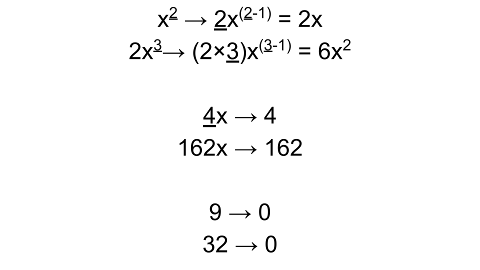 x² → 2x⁽²⁻¹⁾ = 2x
2x³→ (2×3)x⁽³⁻¹⁾ = 6x²
4x → 4
162x → 162
9 → 0
32 → 0